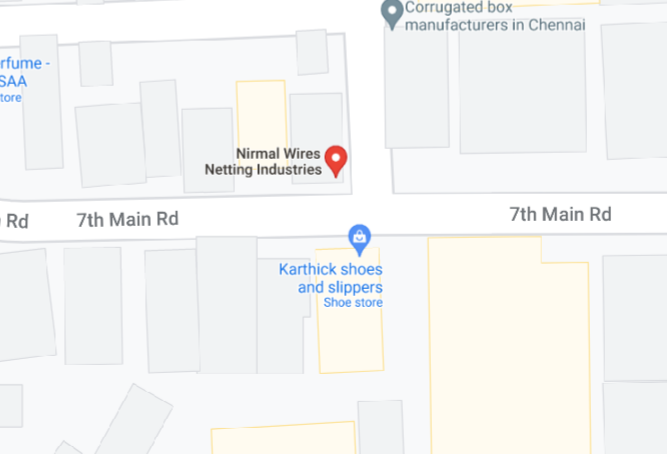 Corrugated box
manufacturers in Chennai
rfume -
SAA
tore
Nirmal Wires
Netting Industries
Rd
7th Main Rd
7th Main Rd
Karthick shoes
and slippers
Shoe store